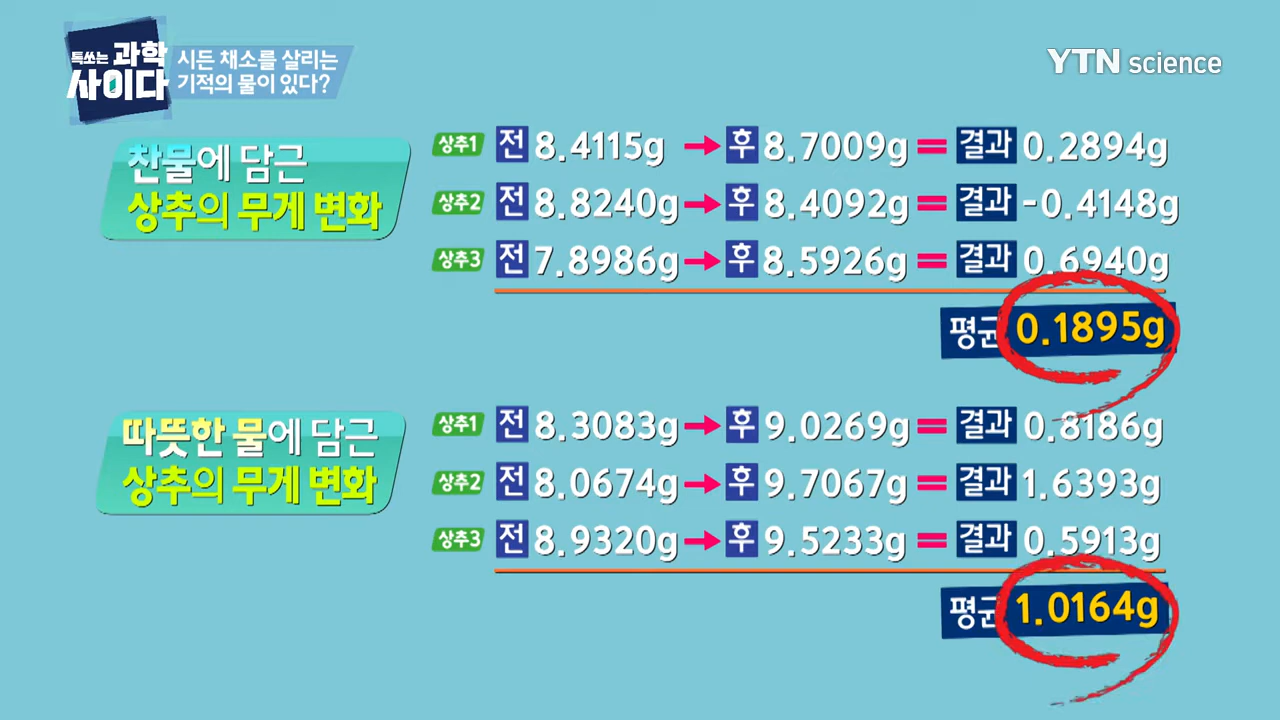 톡쏘는 과학
사이다
시든 채소를 살리는
기적의 물이 있다?
YTN science
찬물에 담근
상추의 무게 변화
상추1 전 8.4115g → 후 8.7009g = 결과 0.2894g
상추2 전 8.8240g → 후 8.4092g = 결과 -0.4148g
상추3 전 7.8986g → 후 8.5926g = 결과 0.6940g
평균 0.1895g
따뜻한 물에 담근
상추의 무게 변화
상추1 전 8.3083g → 후 9.0269g = 결과 0.8186g
상추2 전 8.0674g → 후 9.7067g = 결과 1.6393g
상추3 전 8.9320g → 후 9.5233g = 결과 0.5913g
평균 1.0164g